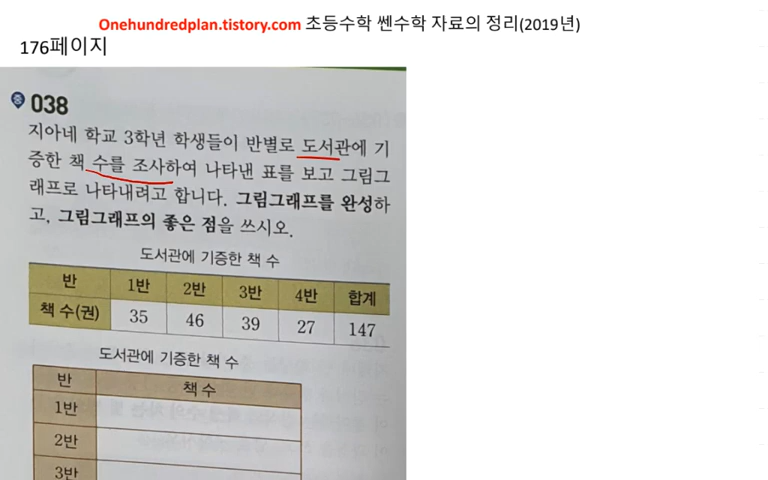 Onehundredplan.tistory.com 초등수학 쎈수학 자료의 정리(2019년)
176페이지
중 038
지아네 학교 3학년 학생들이 반별로 도서관에 기
증한 책 수를 조사하여 나타낸 표를 보고 그림그
래프로 나타내려고 합니다. 그림그래프를 완성하
고, 그림그래프의 좋은 점을 쓰시오.
도서관에 기증한 책 수
반 1반 2반 3반 4반 합계
책 수(권) 35 46 39 27 147
도서관에 기증한 책 수
반 책 수
1반
2반
3반